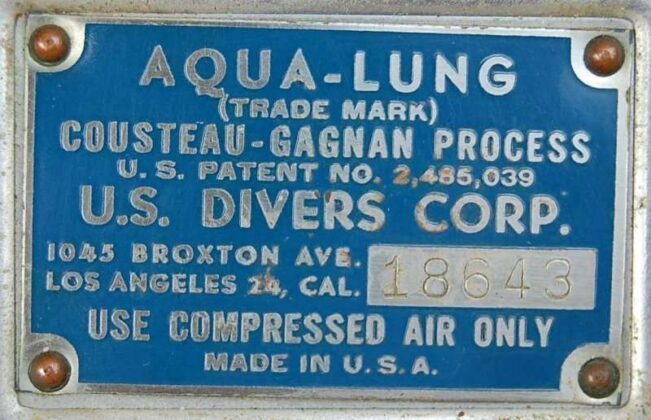 AQUA-LUNG
(TRADE MARK)
COUSTEAU-GAGNAN PROCESS
U. S. PATENT NO. 2,485,039
U.S. DIVERS CORP.
1045 BROXTON AVE.
LOS ANGELES 24, CAL. 18643
USE COMPRESSED AIR ONLY
MADE IN U.S.A.